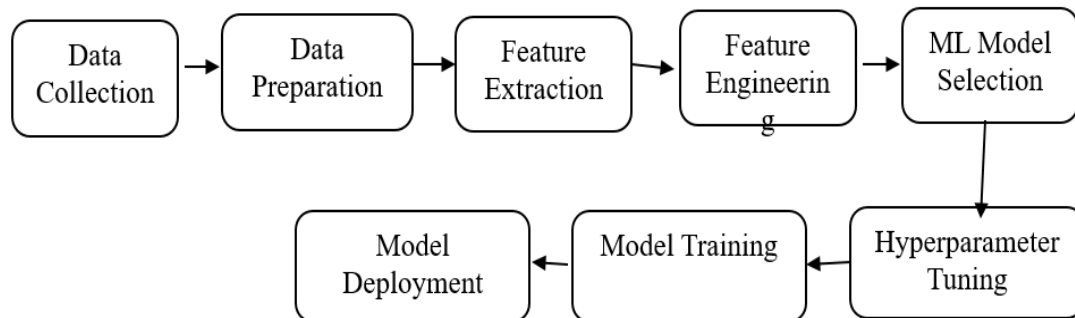 Data
Collection
Data
Preparation
Feature
Extraction
Feature
Engineerin
g
ML Model
Selection
Hyperparameter
Tuning
Model Training
Model
Deployment